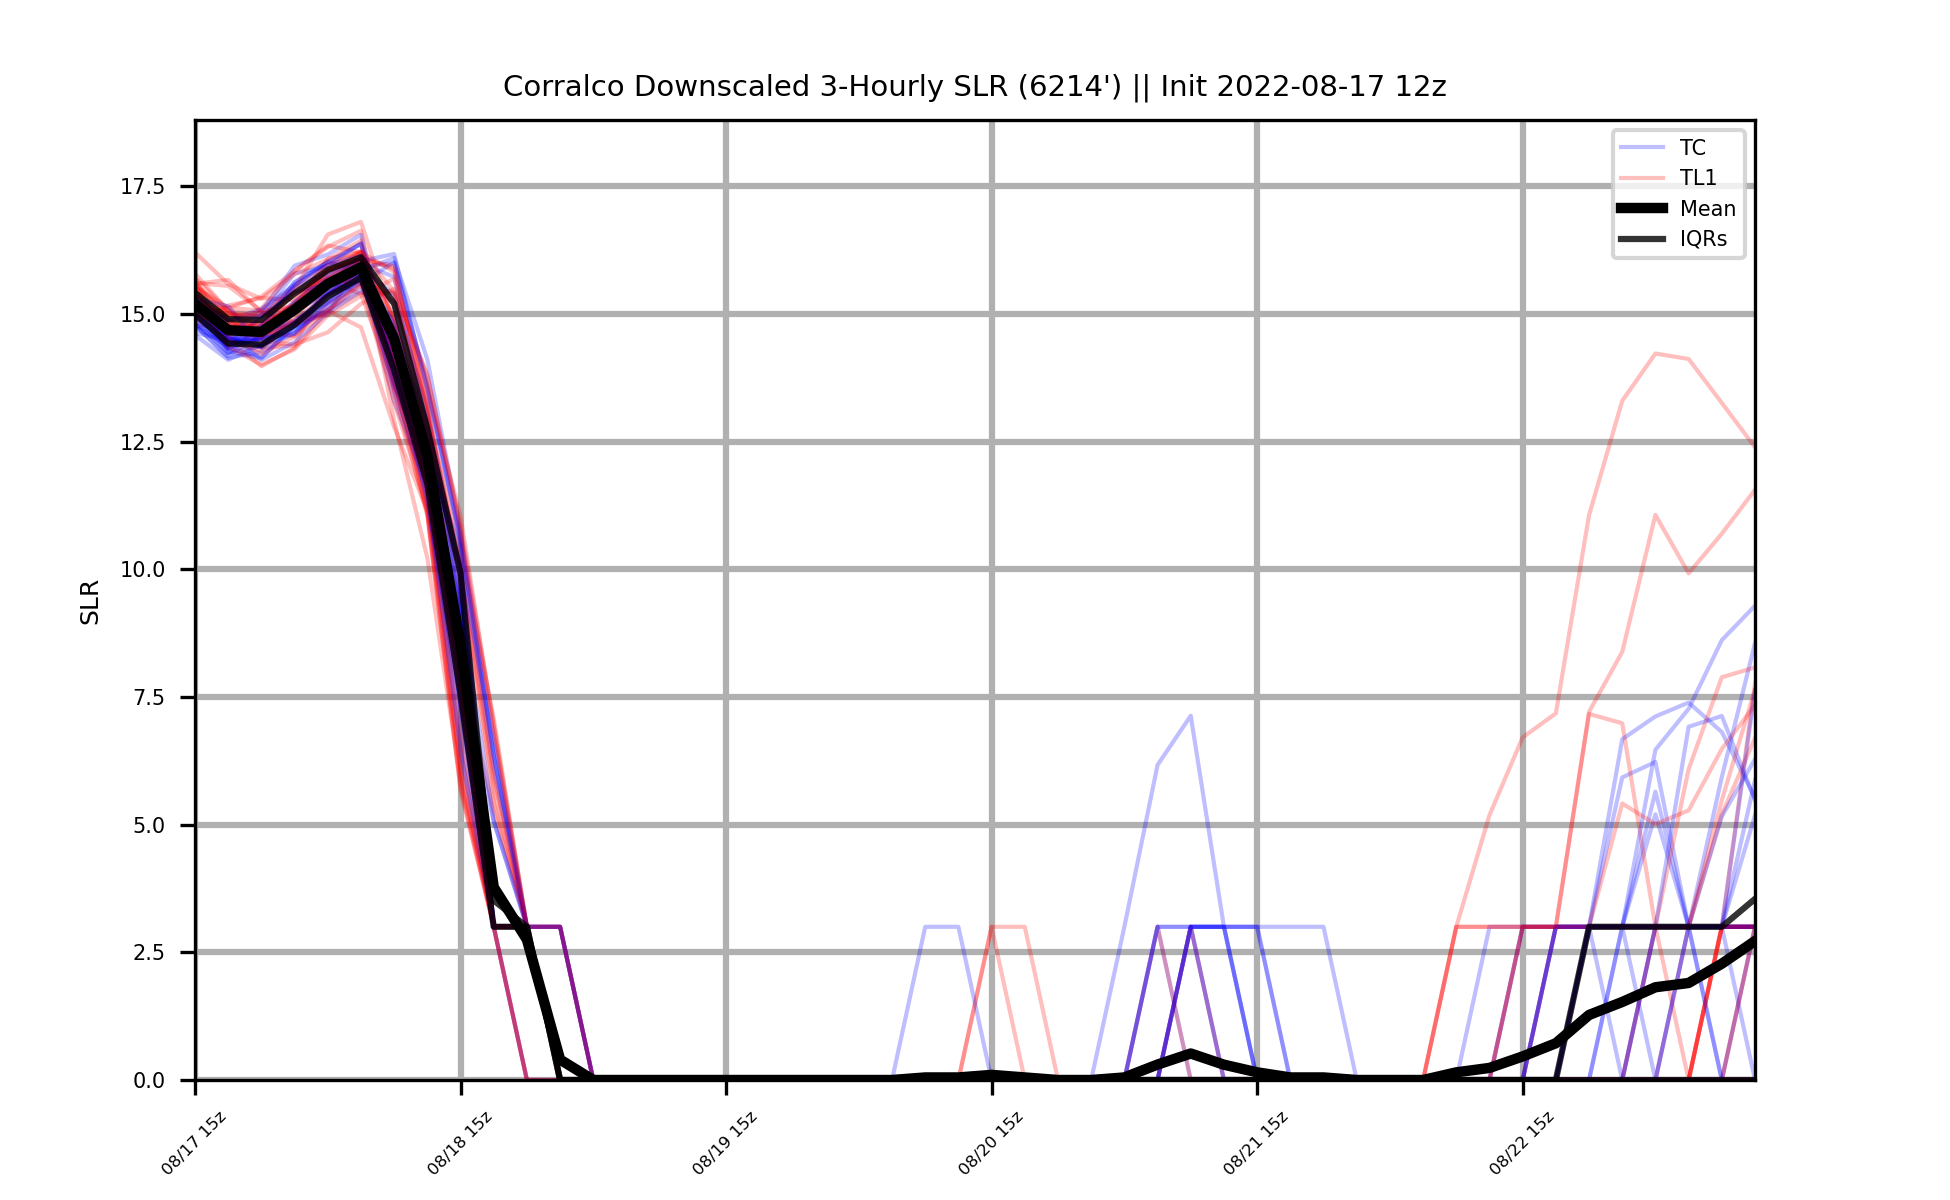 Corralco Downscaled 3-Hourly SLR (6214') || Init 2022-08-17 12z
TC
TL1
Mean
IQRs
SLR
17.5
15.0
12.5
10.0
7.5
5.0
2.5
0.0
08/17 15z
08/18 15z
08/19 15z
08/20 15z
08/21 15z
08/22 15z